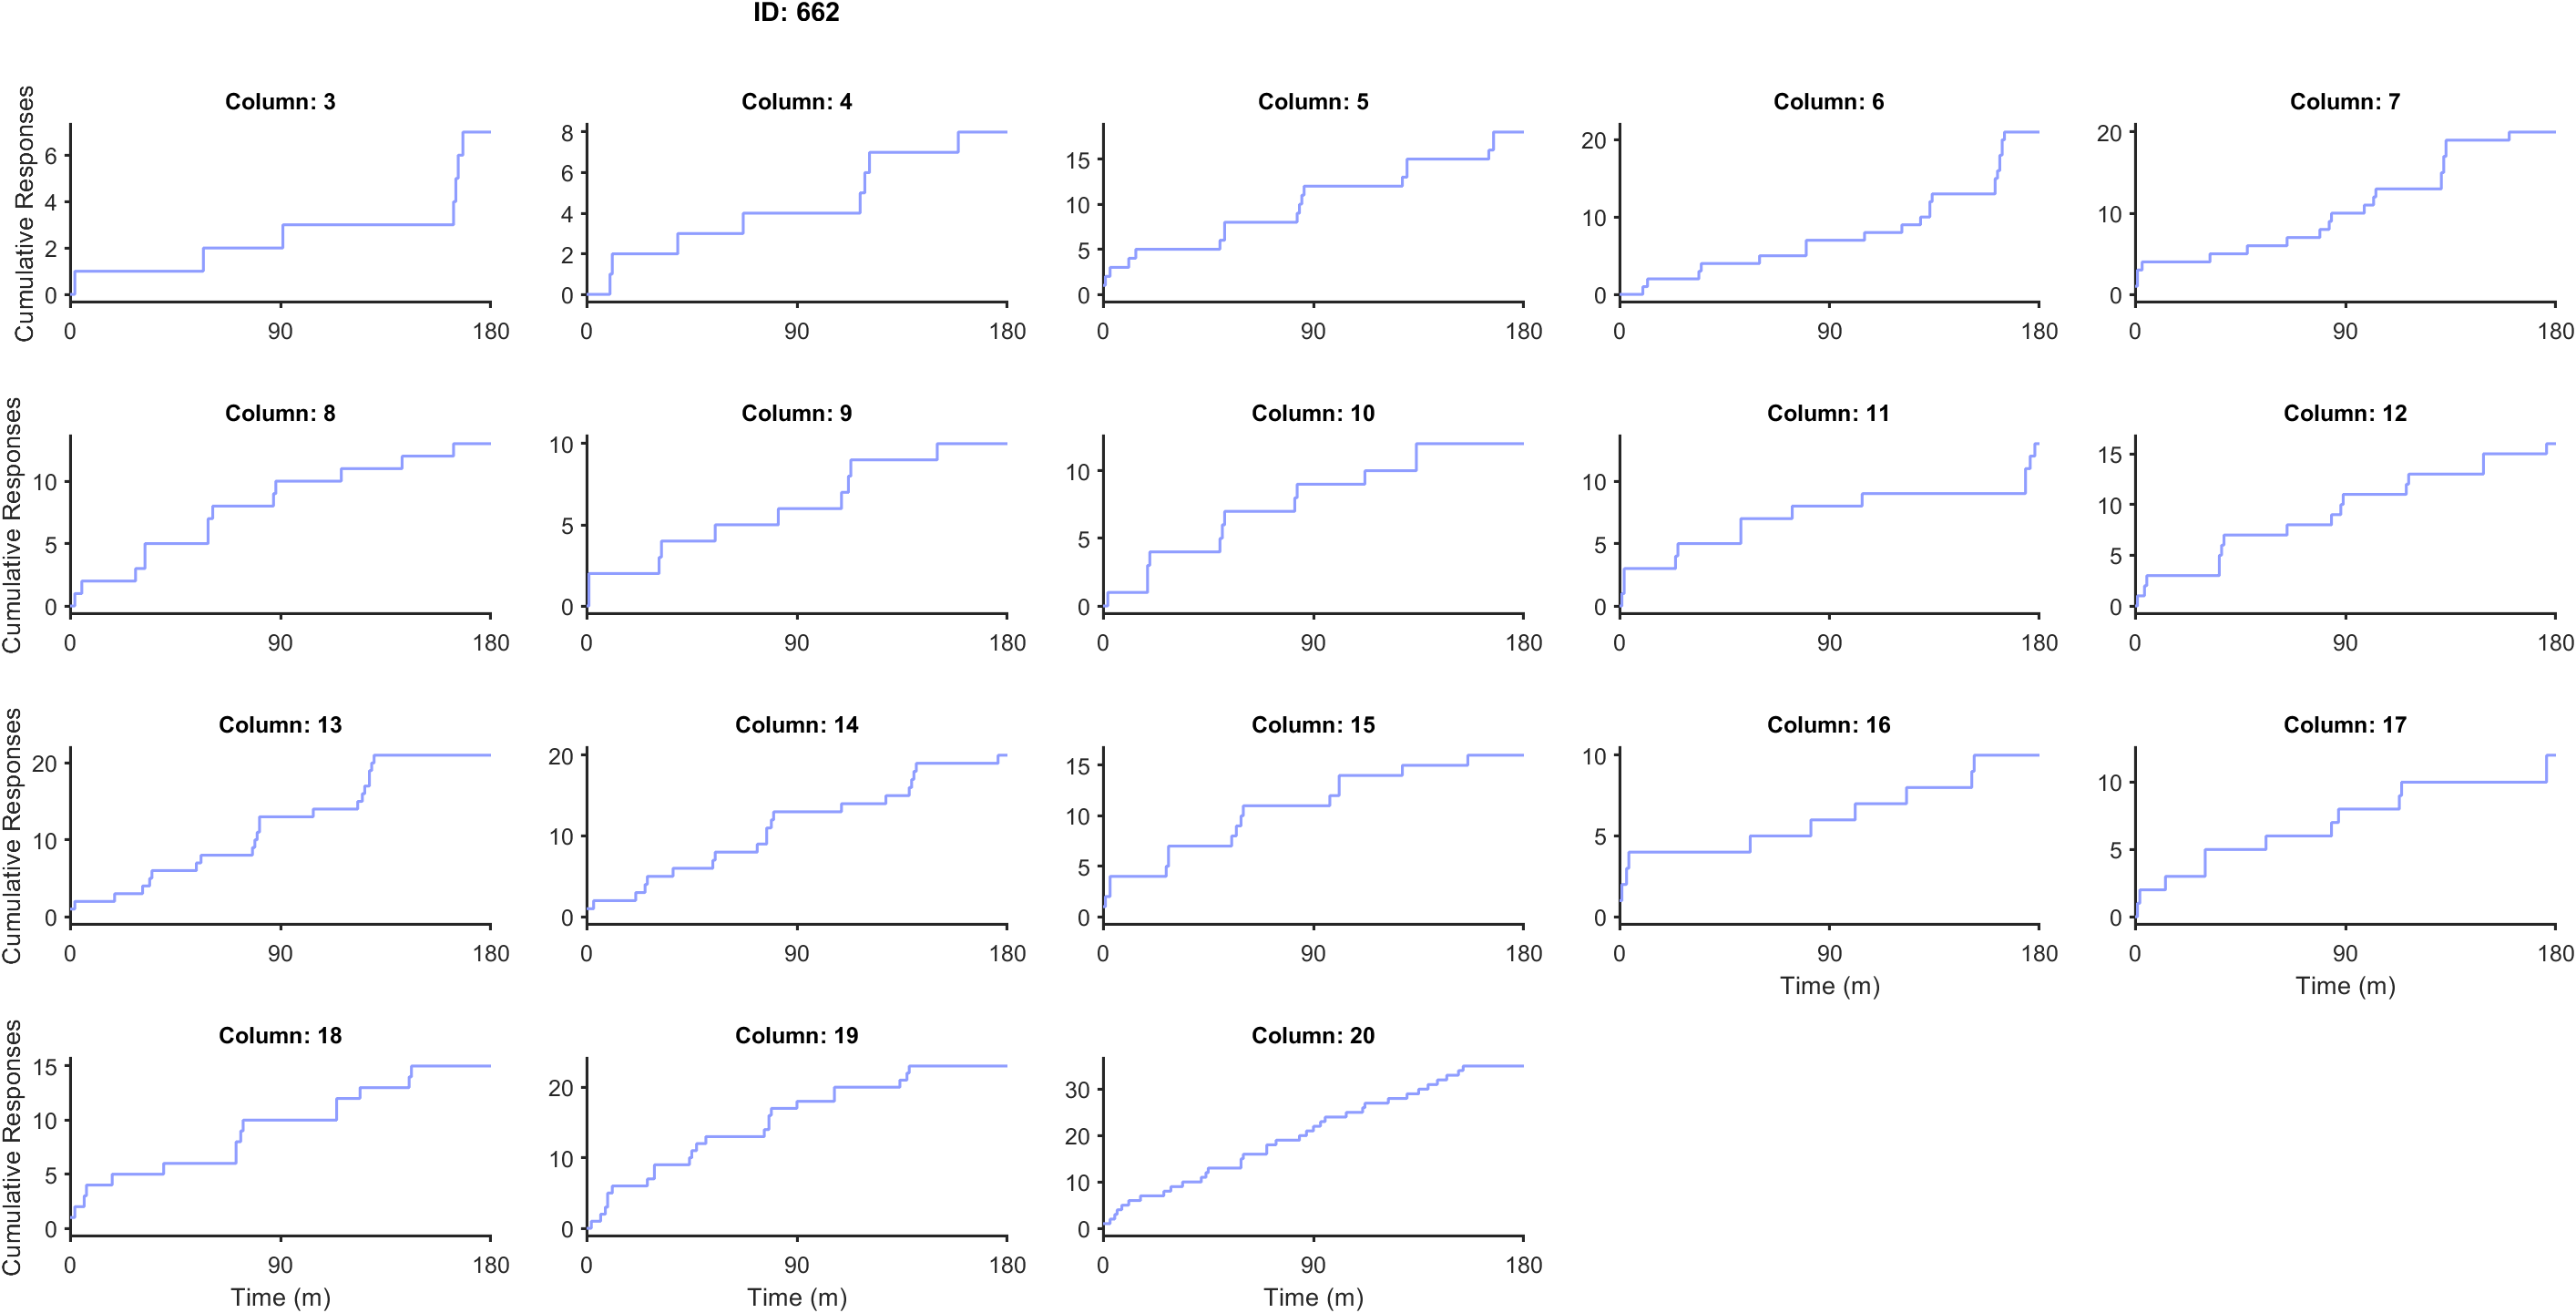 ID: 662
Column: 3
Column: 4
Column: 5
Column: 6
Column: 7
Cumulative Responses
6
4
2
0
0 90 180
8
6
4
2
0
0 90 180
15
10
5
0
0 90 180
20
10
0
0 90 180
20
10
0
0 90 180
Column: 8
Column: 9
Column: 10
Column: 11
Column: 12
Cumulative Responses
10
5
0
0 90 180
10
5
0
0 90 180
10
5
0
0 90 180
10
5
0
0 90 180
15
10
5
0
0 90 180
Column: 13
Column: 14
Column: 15
Column: 16
Column: 17
Cumulative Responses
20
10
0
0 90 180
20
10
0
0 90 180
15
10
5
0
0 90 180
10
5
0
0 90 180
Time (m)
10
5
0
0 90 180
Time (m)
Column: 18
Column: 19
Column: 20
Cumulative Responses
15
10
5
0
0 90 180
Time (m)
20
10
0
0 90 180
Time (m)
30
20
10
0
0 90 180
Time (m)